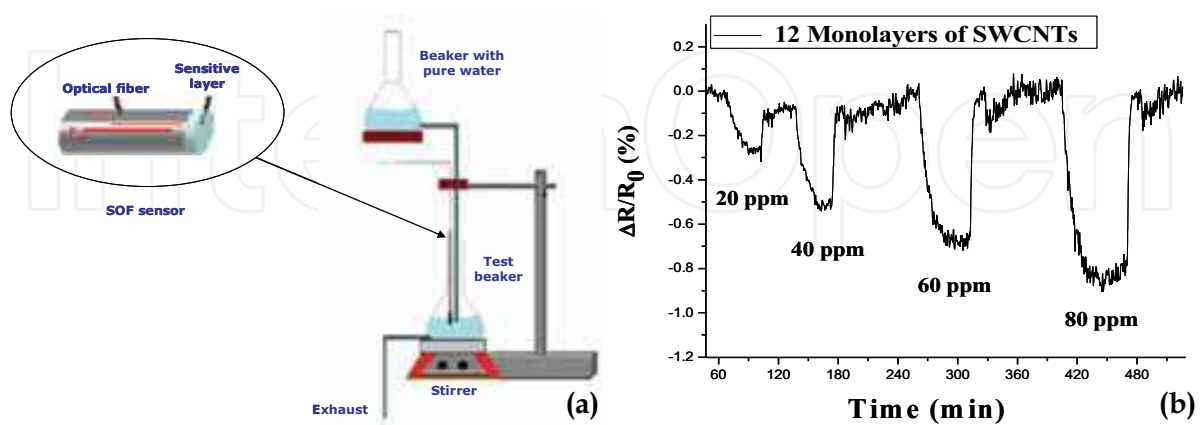 Beaker with
pure water
Sensitive
layer
Optical fiber
SOF sensor
Test
beaker
Stirrer
Exhaust
(a)
12 Monolayers of SWCNTs
0.2
0.0
-0.2
-0.4
-0.6
-0.8
-1.0
-1.2
ΔR/R0 (%)
20 ppm
40 ppm
60 ppm
80 ppm
60 120 180 240 300 360 420 480
Time (min)
(b)